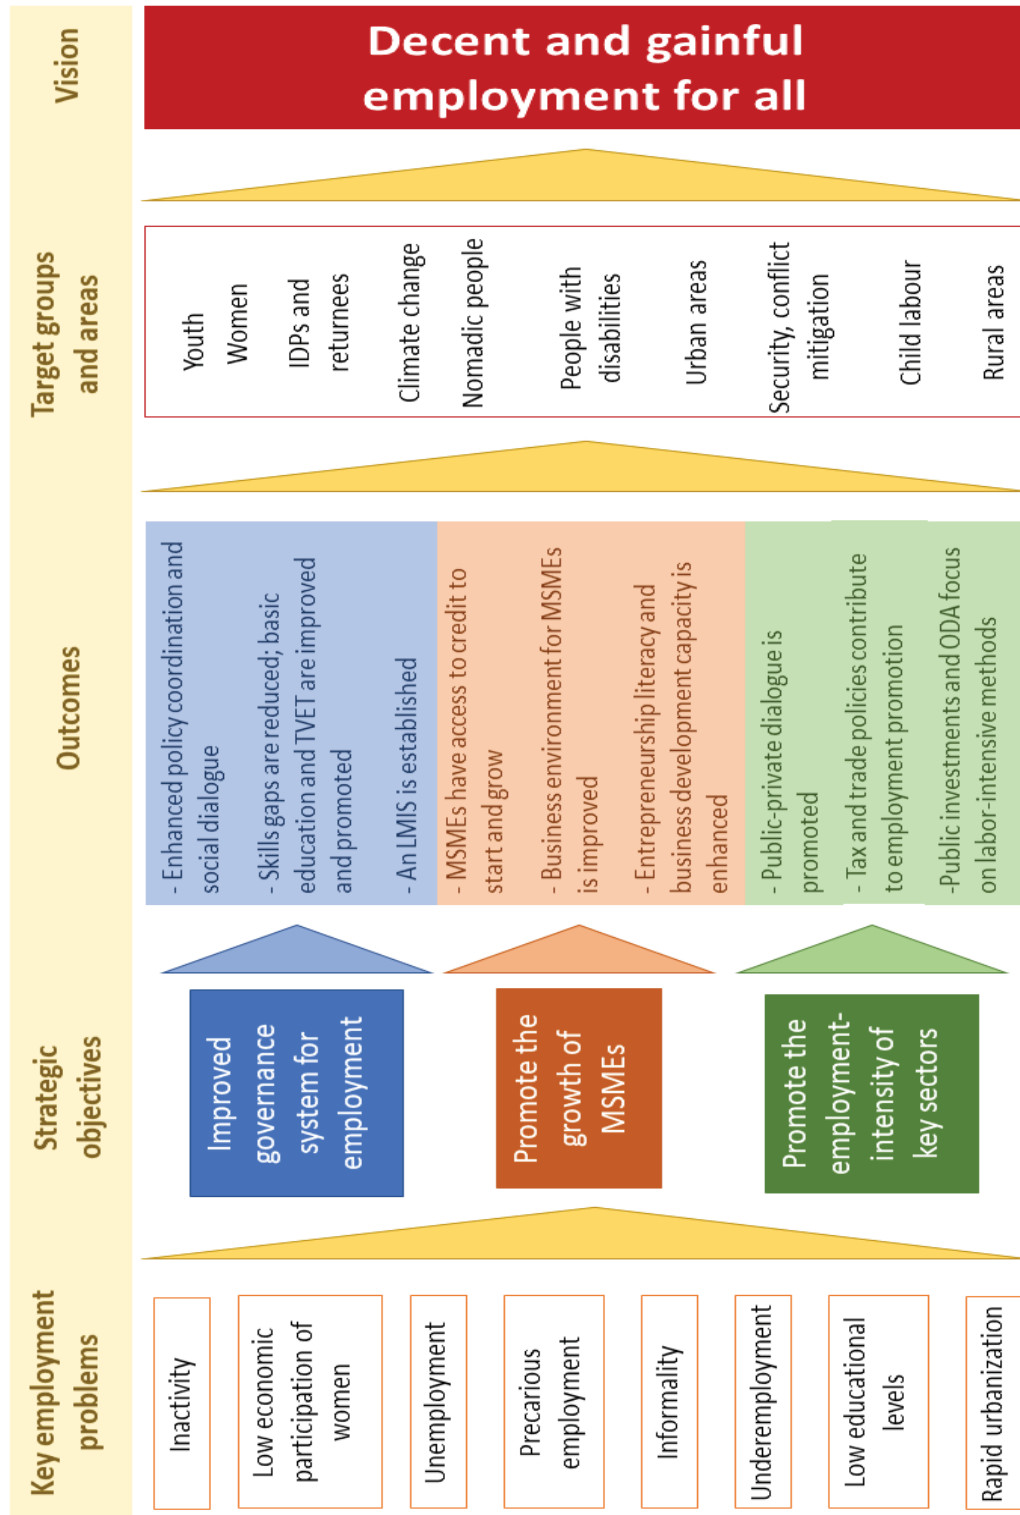 Key employment
problems
Strategic
objectives
Outcomes
Target groups
and areas
Vision
Inactivity
Low economic
participation of
women
Unemployment
Precarious
employment
Informality
Underemployment
Low educational
levels
Rapid urbanization
Improved
governance
system for
employment
Promote the
growth of
MSMEs
Promote the
employment-
intensity of
key sectors
- Enhanced policy coordination and
social dialogue
- Skills gaps are reduced; basic
education and TVET are improved
and promoted
- An LMIS is established
- MSMEs have access to credit to
start and grow
- Business environment for MSMEs
is improved
- Entrepreneurship literacy and
business development capacity is
enhanced
- Public-private dialogue is
promoted
- Tax and trade policies contribute
to employment promotion
-Public investments and ODA focus
on labor-intensive methods
Youth
Women
IDPs and
returnees
Climate change
Nomadic people
People with
disabilities
Urban areas
Security, conflict
mitigation
Child labour
Rural areas
Decent and gainful
employment for all